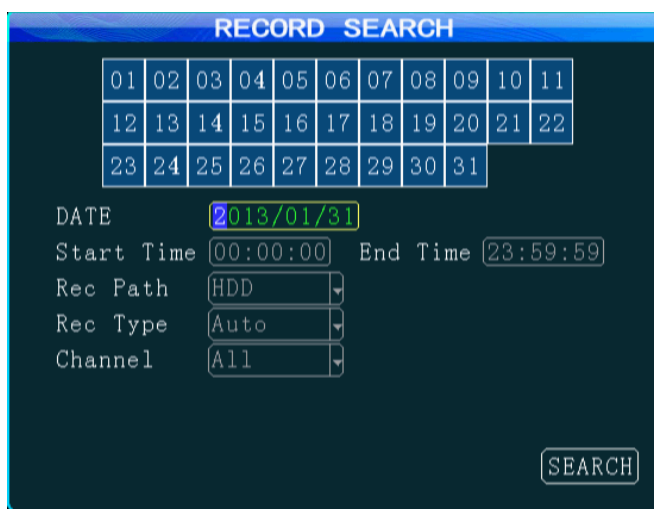 RECORD SEARCH
01 02 03 04 05 06 07 08 09 10 11
12 13 14 15 16 17 18 19 20 21 22
23 24 25 26 27 28 29 30 31
DATE 2013/01/31
Start Time 00:00:00 End Time 23:59:59
Rec Path HDD
Rec Type Auto
Channel All
SEARCH